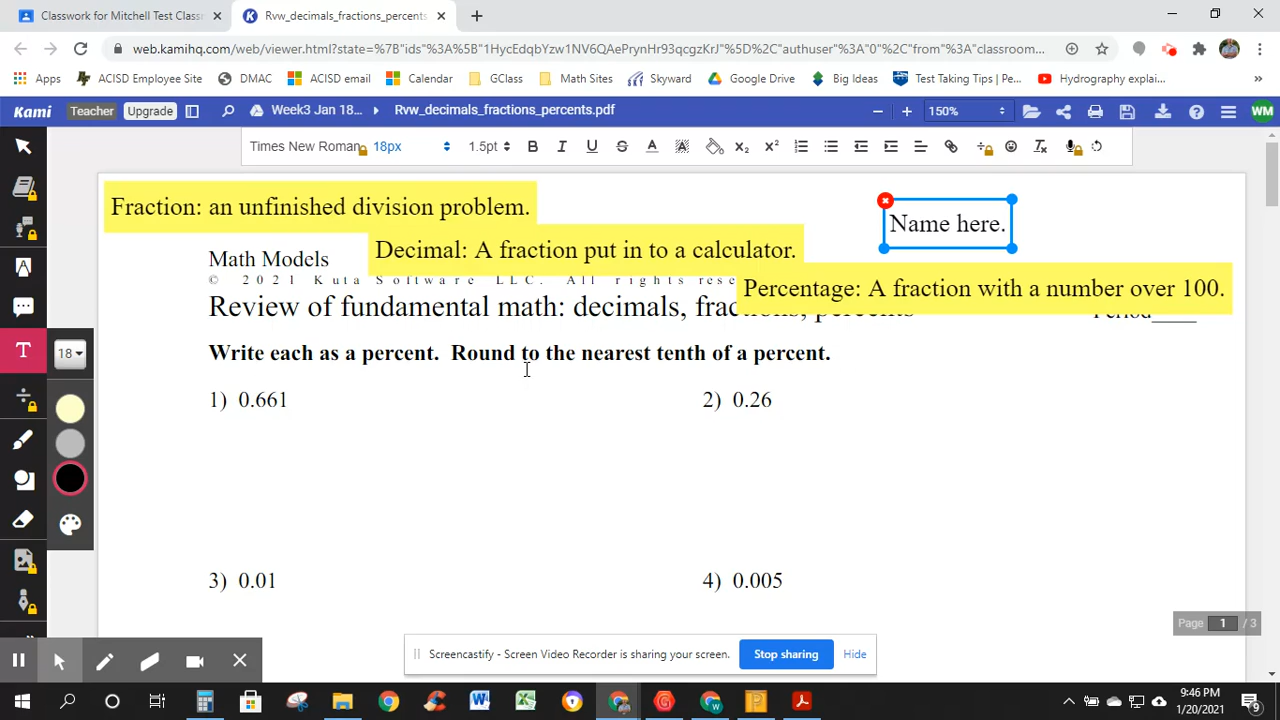 Classwork for Mitchell Test Classr
Rvw_decimals_fractions_percents
web.kamihq.com/web/viewer.html?state=%7B"ids"%3A%5B"1HycEdqbYzw1NV6QAePrynHr93qcgzKrJ"%5D%2C"authuser"%3A"0"%2C"from"%3A"classroom...
Apps ACISD Employee Site DMAC ACISD email Calendar GClass Math Sites Skyward Google Drive Big Ideas Test Taking Tips | Pe... Hydrography explai...
Kami Teacher Upgrade Week3 Jan 18... Rvw_decimals_fractions_percents.pdf 150% WM
Times New Roman 18px 1.5pt
Fraction: an unfinished division problem.
Name here.
Decimal: A fraction put in to a calculator.
Math Models
© 2021 Kuta Software LLC. All rights rese
Percentage: A fraction with a number over 100.
Review of fundamental math: decimals, fractions, percents
Period____
18
Write each as a percent. Round to the nearest tenth of a percent.
1) 0.661
2) 0.26
3) 0.01
4) 0.005
Page 1 / 3
Screencastify - Screen Video Recorder is sharing your screen. Stop sharing Hide
9:46 PM
1/20/2021
9